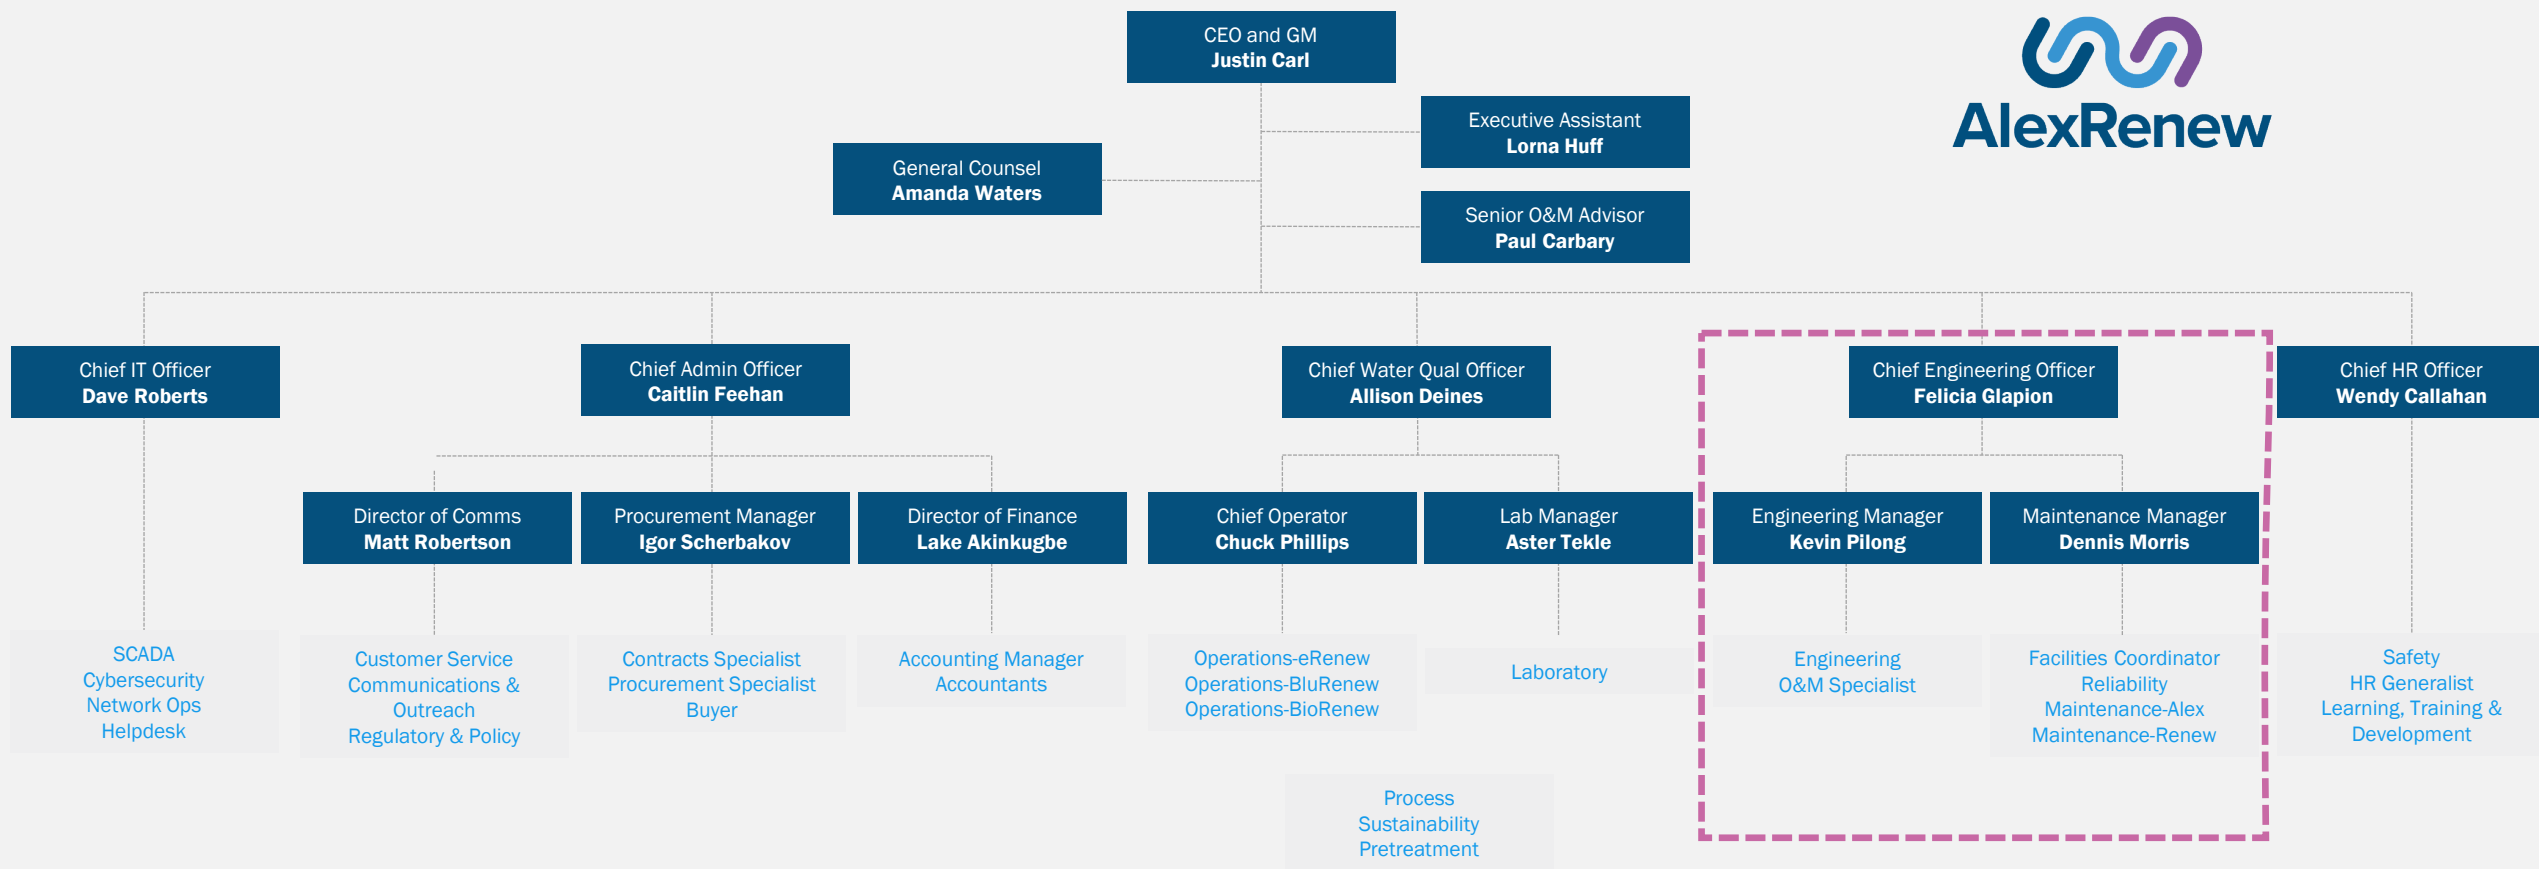 CEO and GM
Justin Carl
AlexRenew
Executive Assistant
Lorna Huff
General Counsel
Amanda Waters
Senior O&M Advisor
Paul Carbary
Chief IT Officer
Dave Roberts
Chief Admin Officer
Caitlin Feehan
Chief Water Qual Officer
Allison Deines
Chief Engineering Officer
Felicia Glapion
Chief HR Officer
Wendy Callahan
Director of Comms
Matt Robertson
Procurement Manager
Igor Scherbakov
Director of Finance
Lake Akinkugbe
Chief Operator
Chuck Phillips
Lab Manager
Aster Tekle
Engineering Manager
Kevin Pilong
Maintenance Manager
Dennis Morris
SCADA
Cybersecurity
Network Ops
Helpdesk
Customer Service
Communications &
Outreach
Regulatory & Policy
Contracts Specialist
Procurement Specialist
Buyer
Accounting Manager
Accountants
Operations-eRenew
Operations-BluRenew
Operations-BioRenew
Laboratory
Engineering
O&M Specialist
Facilities Coordinator
Reliability
Maintenance-Alex
Maintenance-Renew
Safety
HR Generalist
Learning, Training &
Development
Process
Sustainability
Pretreatment